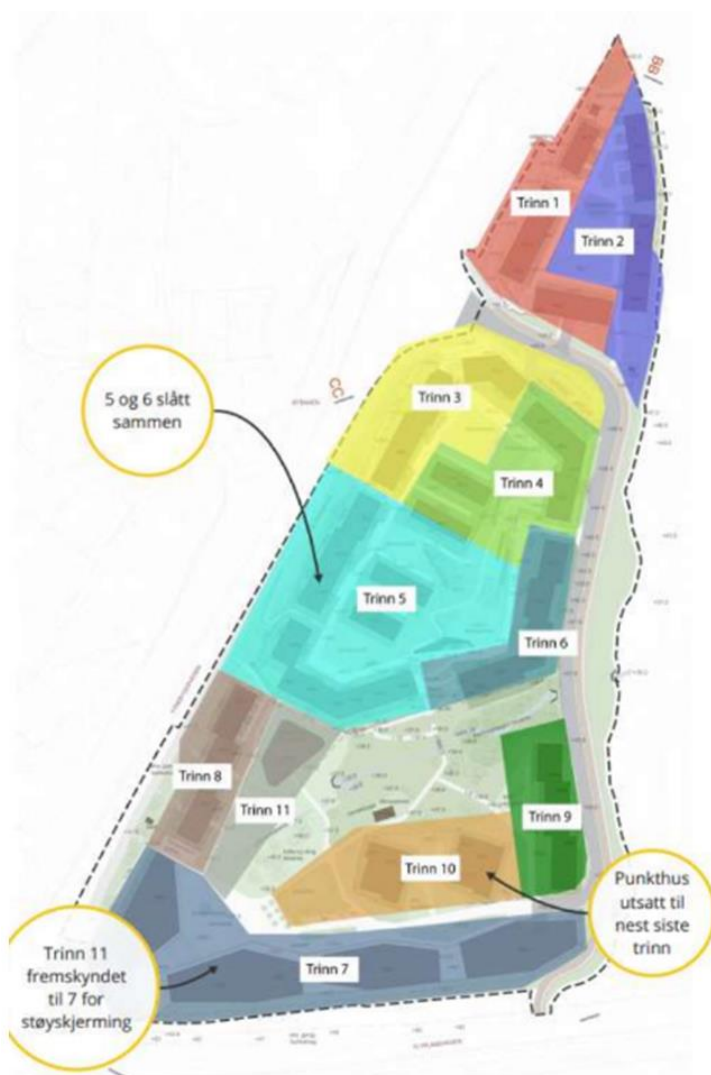 BB
Trinn 1
Trinn 2
CC
5 og 6 slått
sammen
Trinn 3
Trinn 4
Trinn 5
Trinn 6
Trinn 8
Trinn 11
Trinn 9
Trinn 10
Punkthus
utsatt til
nest siste
trinn
Trinn 11
fremskyndet
til 7 for
støyskjerming
Trinn 7